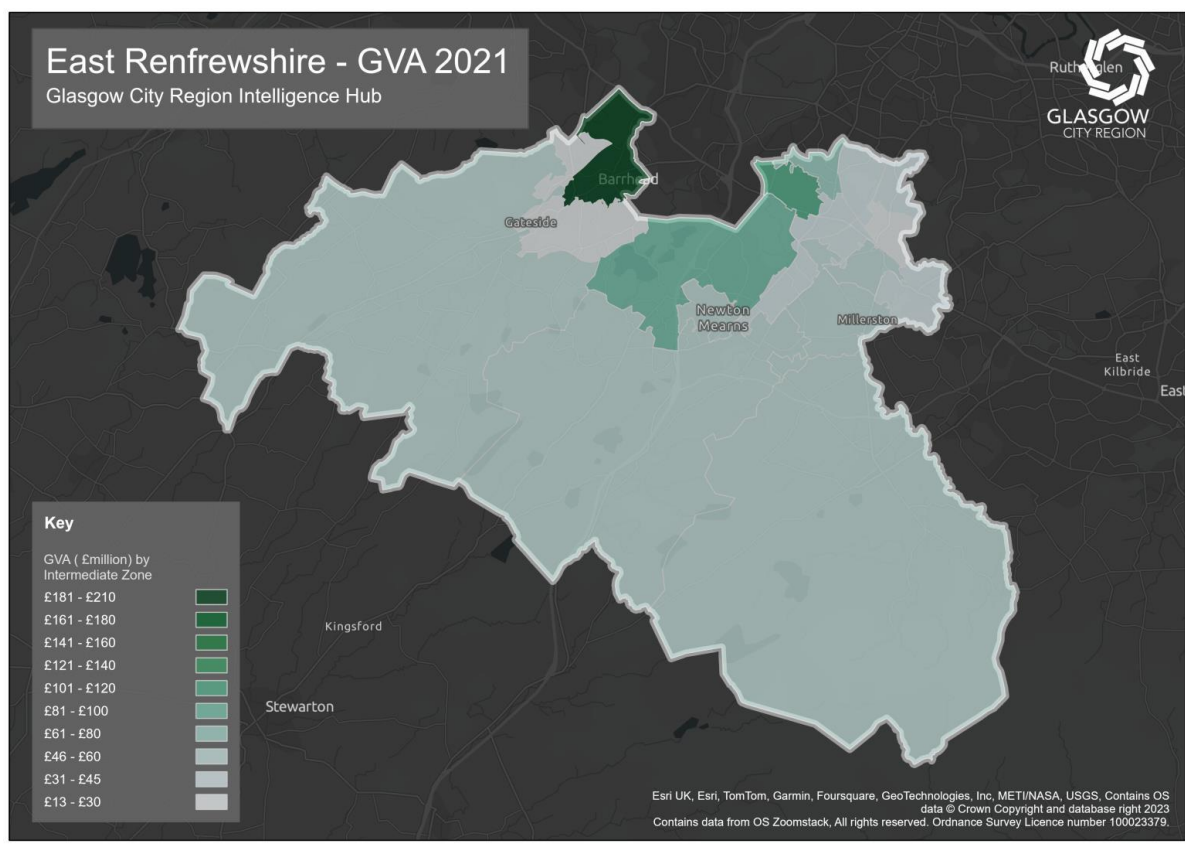 East Renfrewshire - GVA 2021
Glasgow City Region Intelligence Hub
GLASGOW
CITY REGION
Barrhead
Gateside
Newton
Mearns
Millerston
East
Kilbride
East
Key
GVA ( £million) by
Intermediate Zone
£181 - £210
£161 - £180
£141 - £160
£121 - £140
£101 - £120
£81 - £100
£61 - £80
£46 - £60
£31 - £45
£13 - £30
Kingsford
Stewarton
Esri UK, Esri, TomTom, Garmin, Foursquare, GeoTechnologies, Inc, METI/NASA, USGS, Contains OS
data © Crown Copyright and database right 2023
Contains data from OS Zoomstack, All rights reserved. Ordnance Survey Licence number 100023379.